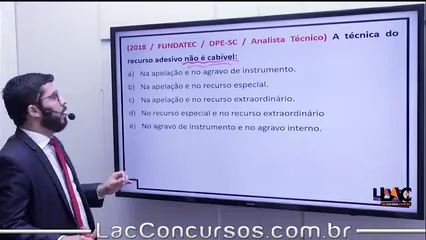 (2018 / FUNDATEC / DPE-SC / Analista Técnico) A técnica do
recurso adesivo não é cabível:
a) Na apelação e no agravo de instrumento.
b) Na apelação e no recurso especial.
c) Na apelação e no recurso extraordinário.
d) No recurso especial e no recurso extraordinário
e) No agravo de instrumento e no agravo interno.
LAC
LacConcursos.com.br